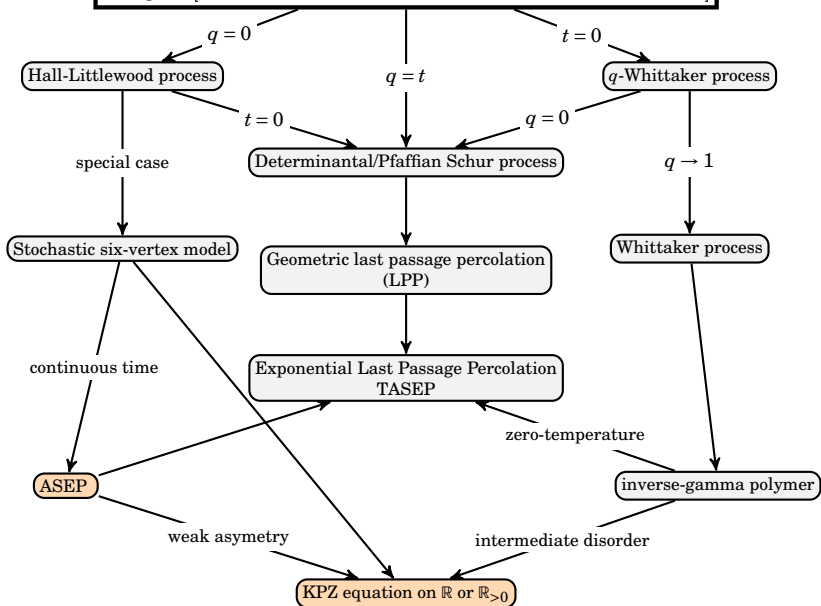 q = 0
t = 0
Hall-Littlewood process
q = t
q-Whittaker process
t = 0
q = 0
Determinantal/Pfaffian Schur process
special case
q → 1
Stochastic six-vertex model
Whittaker process
Geometric last passage percolation
(LPP)
continuous time
Exponential Last Passage Percolation
TASEP
zero-temperature
ASEP
inverse-gamma polymer
weak asymetry
intermediate disorder
KPZ equation on ℝ or ℝ>0